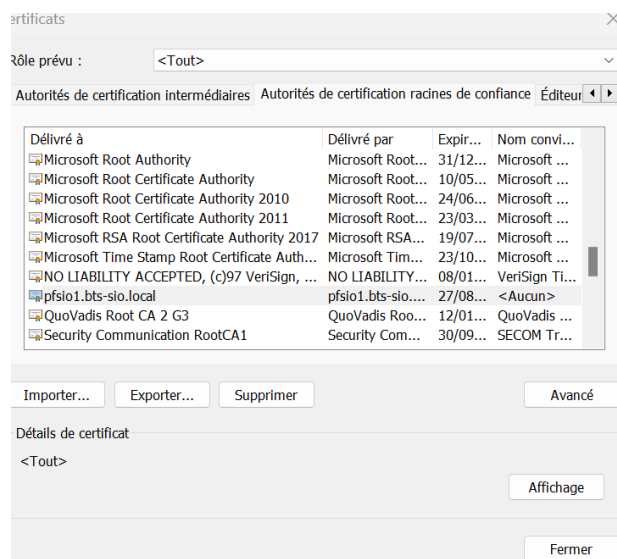 ertificats
Rôle prévu : <Tout>
Autorités de certification intermédiaires Autorités de certification racines de confiance Éditeur
Délivré à Délivré par Expir... Nom convi...
Microsoft Root Authority Microsoft Root... 31/12... Microsoft ...
Microsoft Root Certificate Authority Microsoft Root... 10/05... Microsoft ...
Microsoft Root Certificate Authority 2010 Microsoft Root... 24/06... Microsoft ...
Microsoft Root Certificate Authority 2011 Microsoft Root... 23/03... Microsoft ...
Microsoft RSA Root Certificate Authority 2017 Microsoft RSA... 19/07... Microsoft ...
Microsoft Time Stamp Root Certificate Auth... Microsoft Tim... 23/10... Microsoft ...
NO LIABILITY ACCEPTED, (c)97 VeriSign, ... NO LIABILITY... 08/01... VeriSign Ti...
pfsio1.bts-sio.local pfsio1.bts-sio.... 27/08... <Aucun>
QuoVadis Root CA 2 G3 QuoVadis Roo... 12/01... QuoVadis ...
Security Communication RootCA1 Security Com... 30/09... SECOM Tr...
Importer... Exporter... Supprimer Avancé
Détails de certificat
<Tout>
Affichage
Fermer